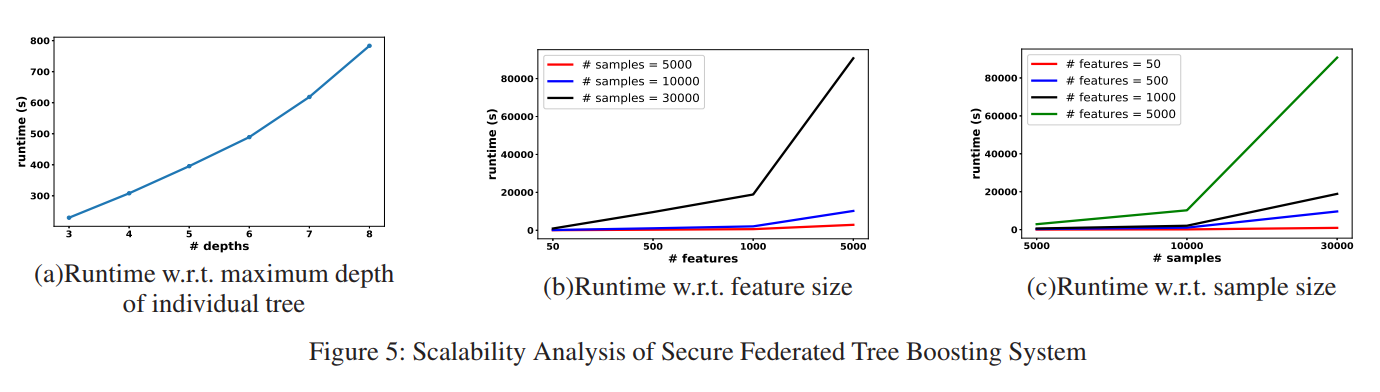 800
700
600
500
400
300
runtime (s)
3 4 5 6 7 8
# depths
(a)Runtime w.r.t. maximum depth
of individual tree
# samples = 5000
# samples = 10000
# samples = 30000
80000
60000
40000
20000
0
runtime (s)
50 500 1000 5000
# features
(b)Runtime w.r.t. feature size
# features = 50
# features = 500
# features = 1000
# features = 5000
80000
60000
40000
20000
0
runtime (s)
5000 10000 30000
# samples
(c)Runtime w.r.t. sample size
Figure 5: Scalability Analysis of Secure Federated Tree Boosting System